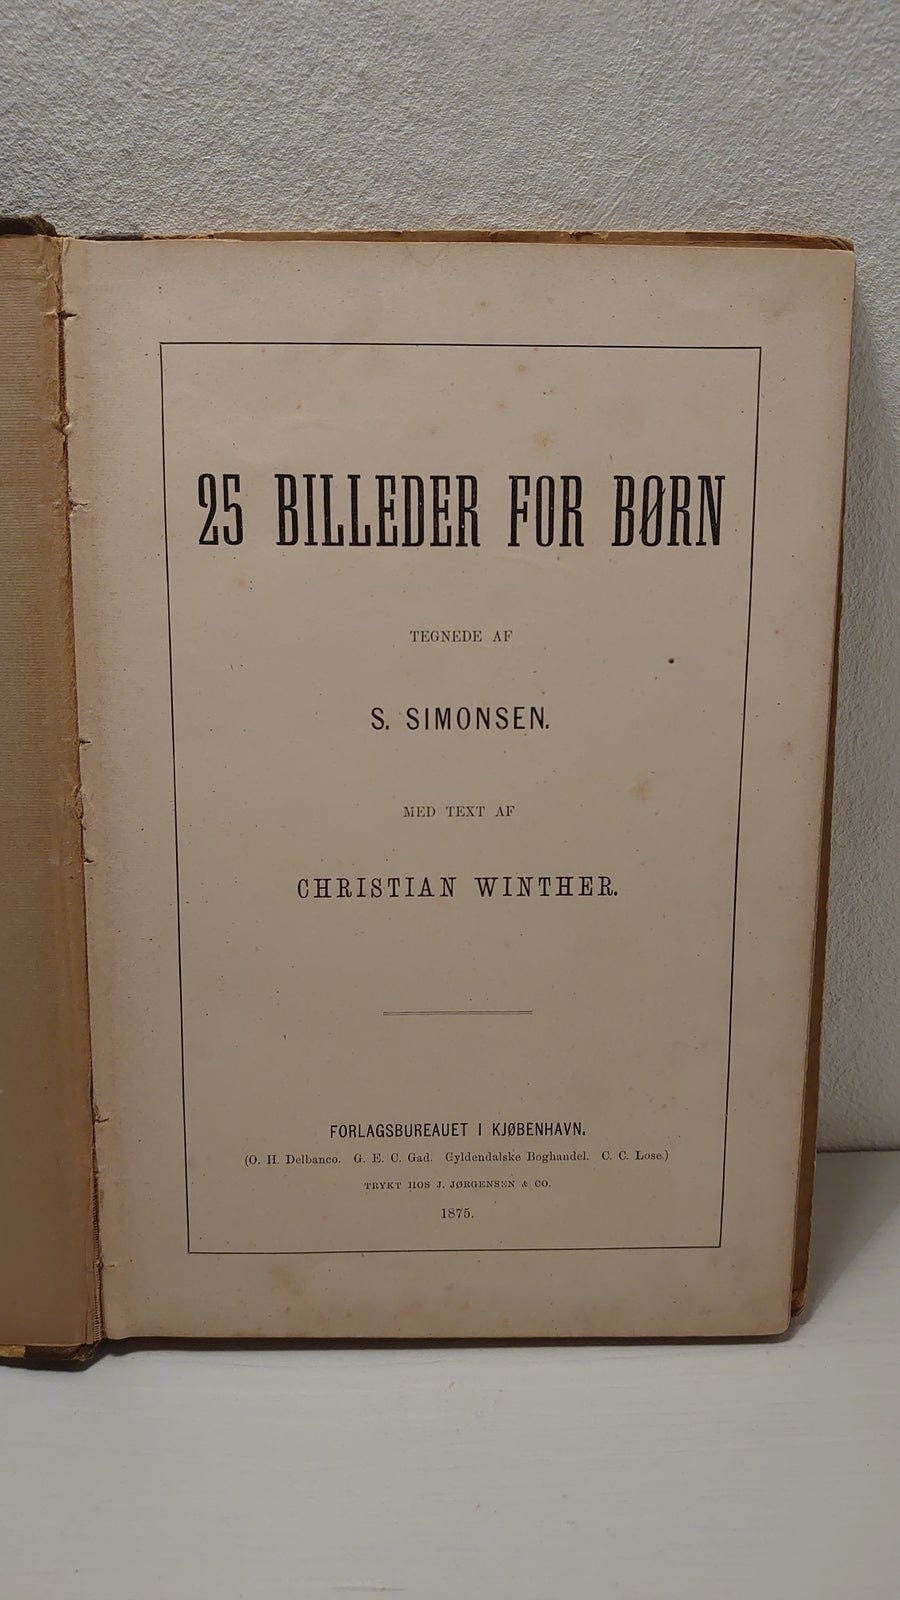 25 BILLEDER FOR BØRN
TEGNEDE AF
S. SIMONSEN.
MED TEXT AF
CHRISTIAN WINTHER.
FORLAGSBUREAUET I KJØBENHAVN.
(O. H. Delbanco. G. E. C. Gad. Gyldendalske Boghandel. C. C. Lose.)
TRYKT HOS J. JØRGENSEN & CO.
1875.